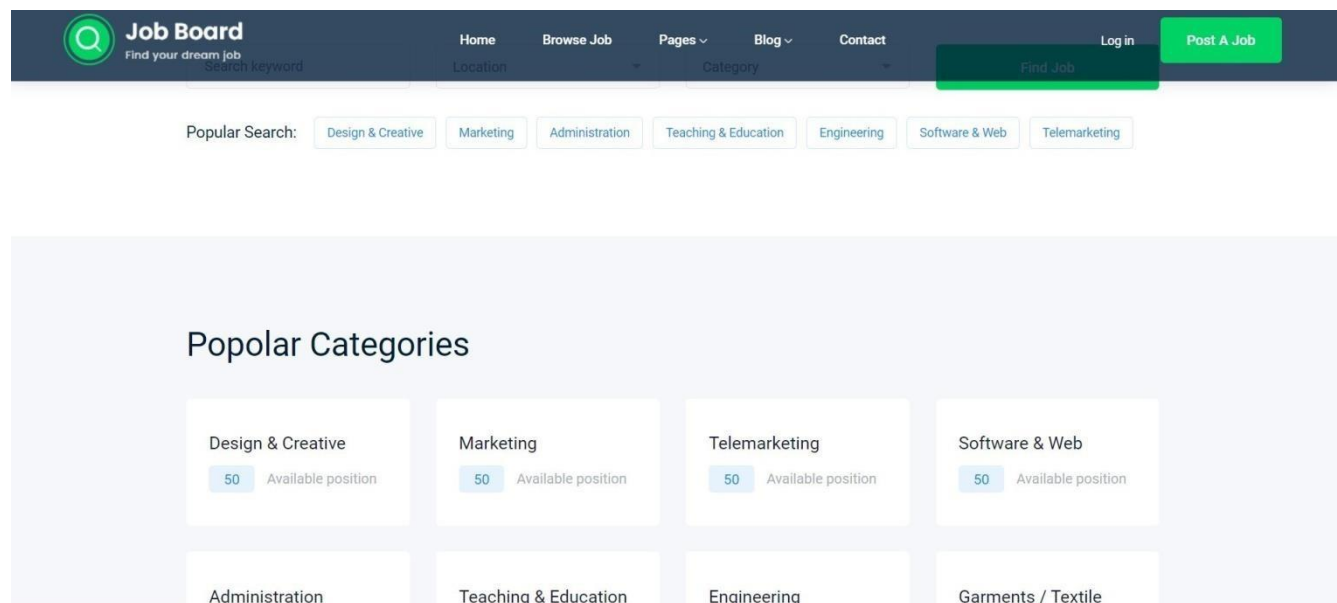 Job Board
Find your dream job
Home Browse Job Pages Blog Contact Log in Post A Job
Search keyword Location Category Find Job
Popular Search: Design & Creative Marketing Administration Teaching & Education Engineering Software & Web Telemarketing
Popolar Categories
Design & Creative Marketing Telemarketing Software & Web
50 Available position 50 Available position 50 Available position 50 Available position
Administration Teaching & Education Engineering Garments / Textile